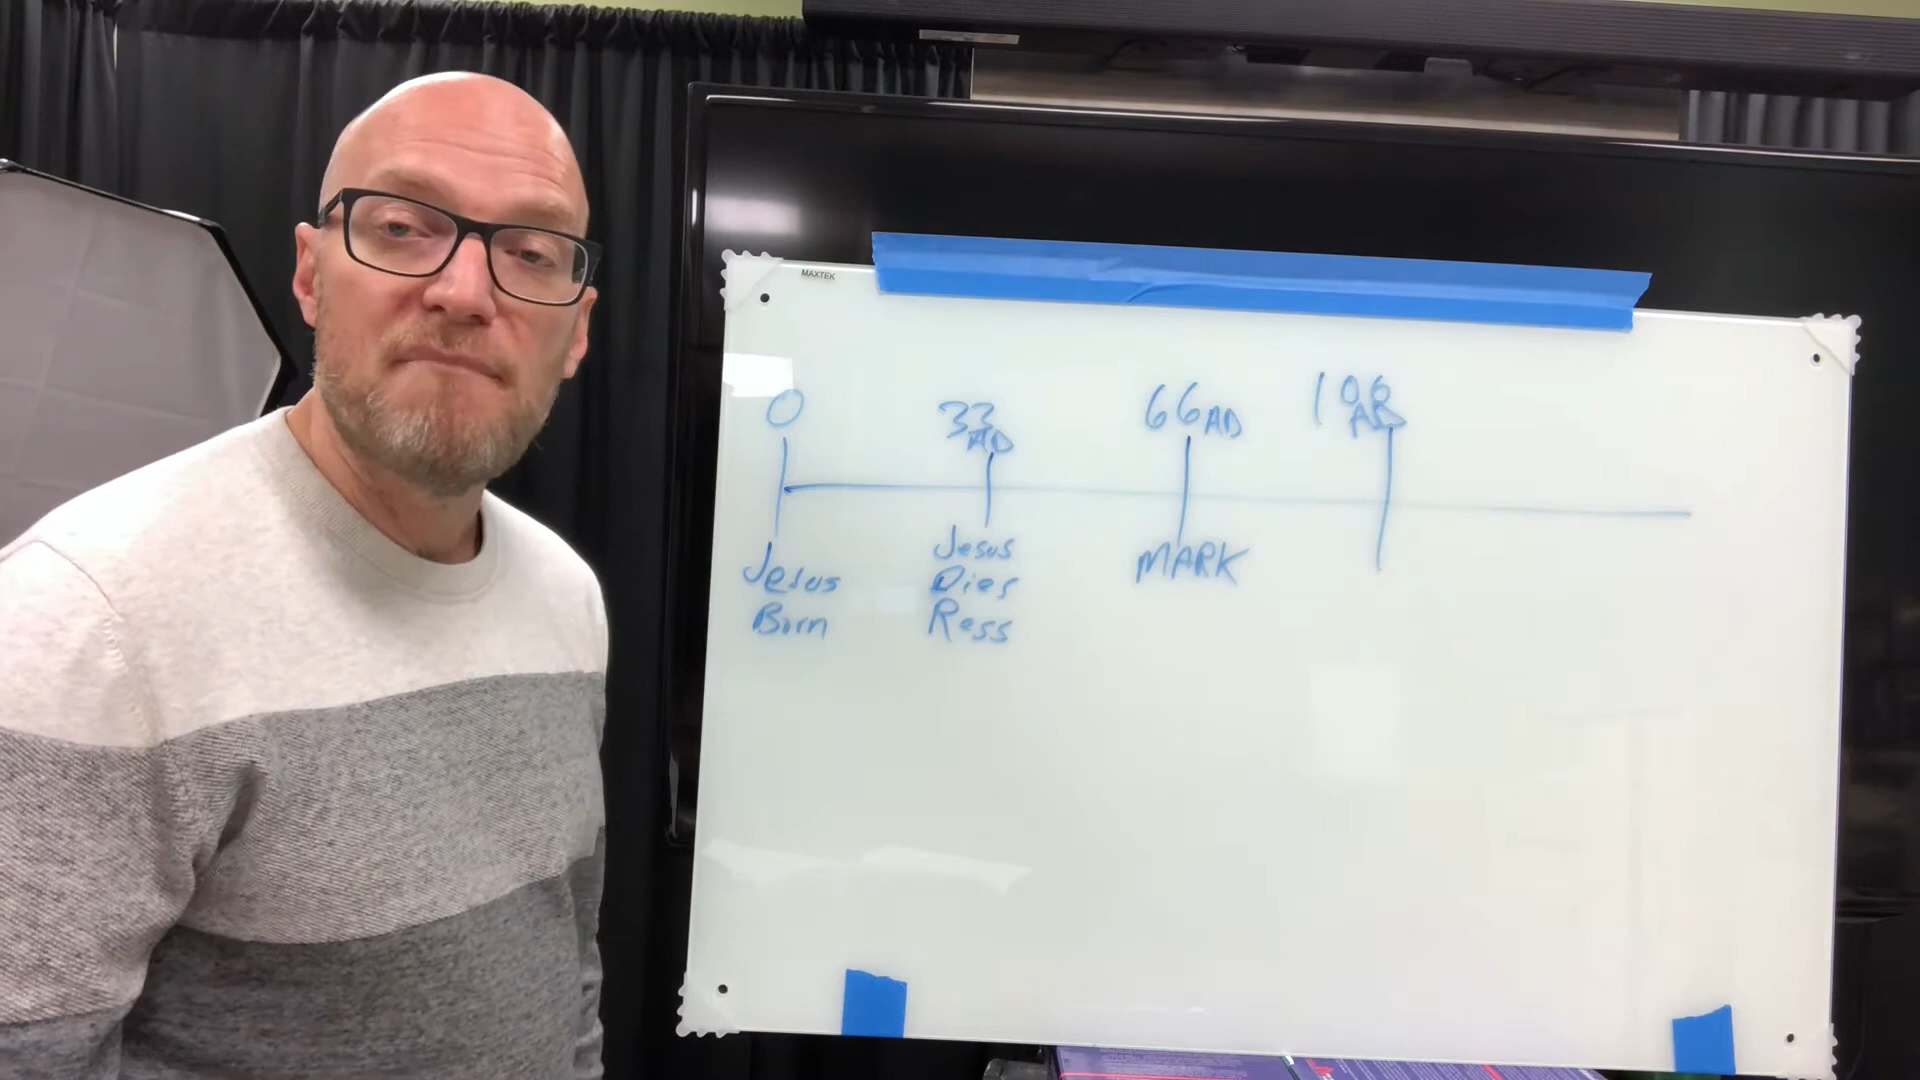 MAXTEK
0
33 AD
66 AD
100 AD
Jesus
Born
Jesus
Dies
Ress
MARK